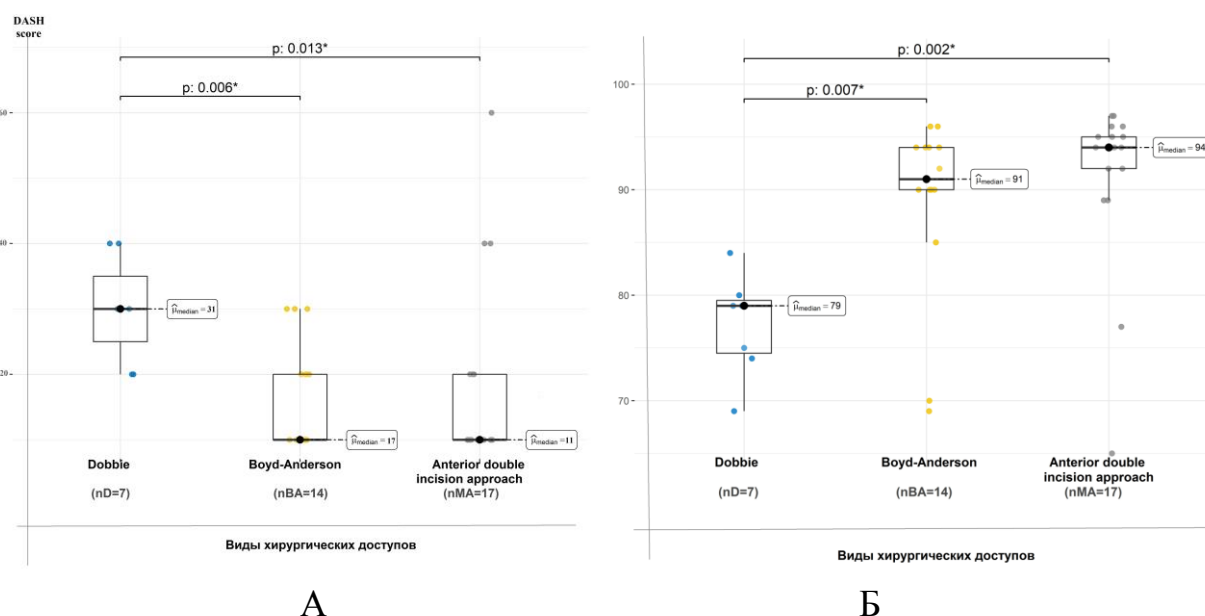 DASH
score
p: 0.013*
p: 0.006*
60
40
20
μ̂median = 31
μ̂median = 17
μ̂median = 11
Dobbie
(nD=7)
Boyd-Anderson
(nBA=14)
Anterior double
incision approach
(nMA=17)
Виды хирургических доступов
А
p: 0.002*
p: 0.007*
100
90
80
70
μ̂median = 79
μ̂median = 91
μ̂median = 94
Dobbie
(nD=7)
Boyd-Anderson
(nBA=14)
Anterior double
incision approach
(nMA=17)
Виды хирургических доступов
Б